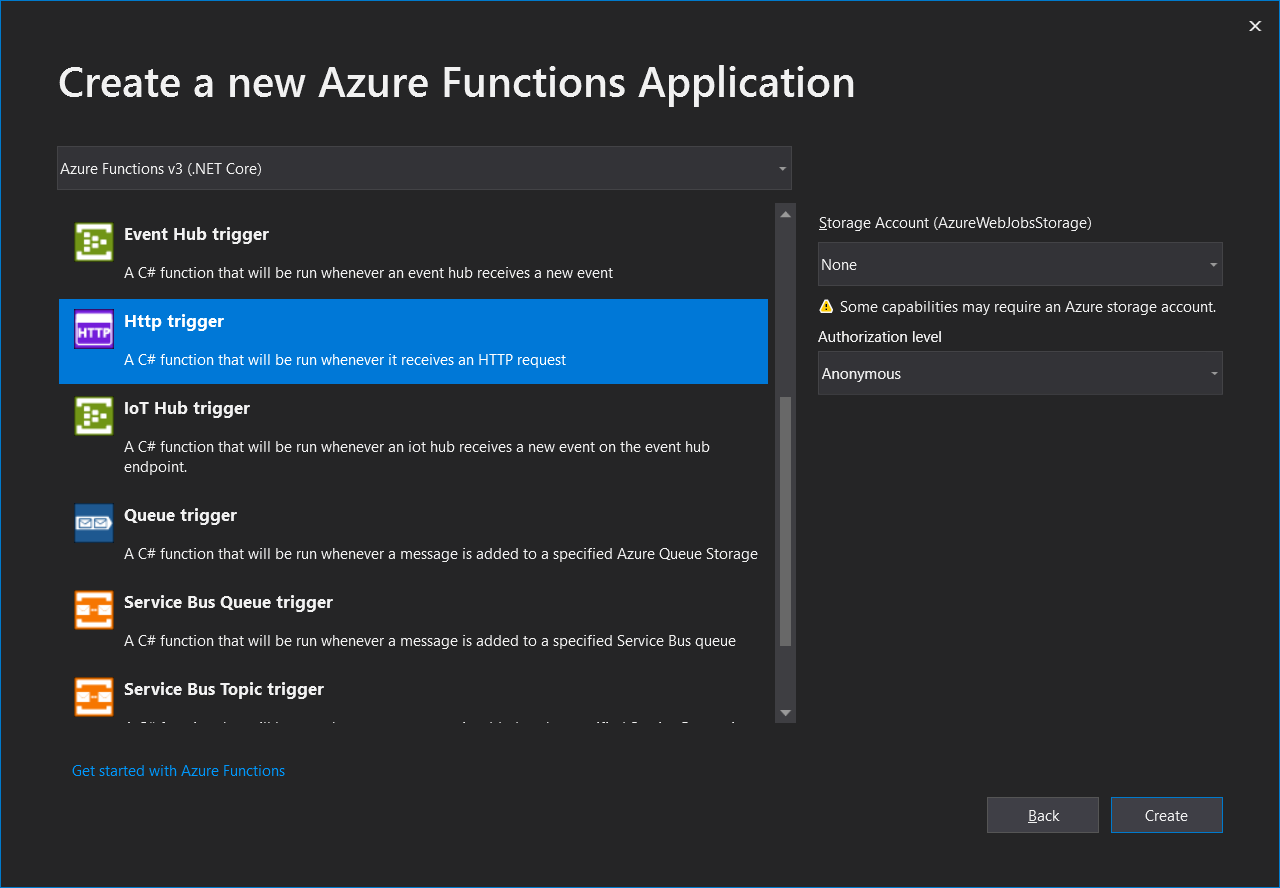 Create a new Azure Functions Application
Azure Functions v3 (.NET Core)
Event Hub trigger
A C# function that will be run whenever an event hub receives a new event
HTTP
Http trigger
A C# function that will be run whenever it receives an HTTP request
IoT Hub trigger
A C# function that will be run whenever an iot hub receives a new event on the event hub
endpoint.
Queue trigger
A C# function that will be run whenever a message is added to a specified Azure Queue Storage
Service Bus Queue trigger
A C# function that will be run whenever a message is added to a specified Service Bus queue
Service Bus Topic trigger
Storage Account (AzureWebJobsStorage)
None
Some capabilities may require an Azure storage account.
Authorization level
Anonymous
Get started with Azure Functions
Back
Create